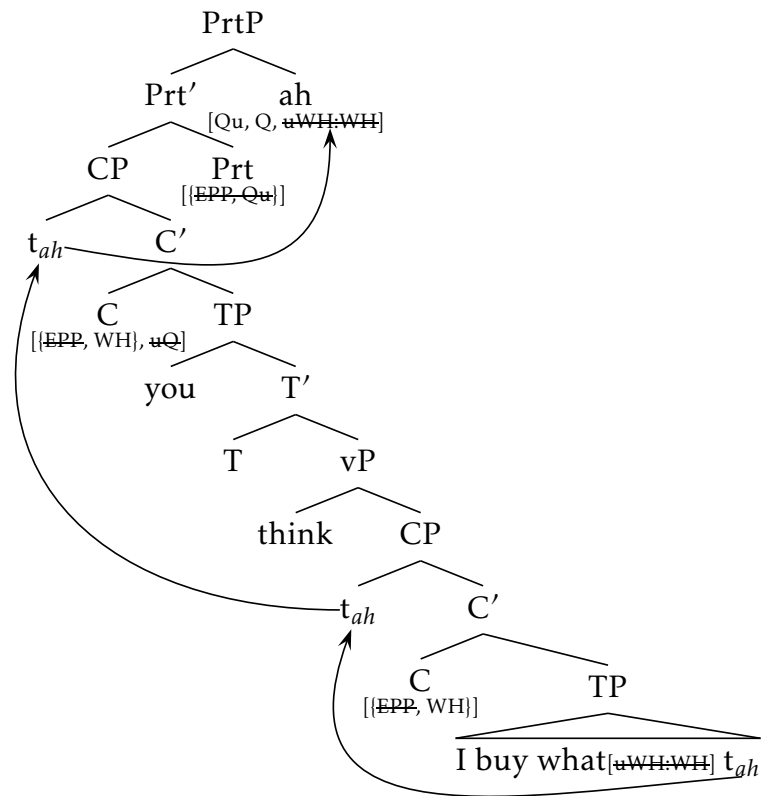 PrtP
Prt′ ah
[Qu, Q, uWH:WH]
CP Prt
[{EPP, Qu}]
t_ah C′
C TP
[{EPP, WH}, uQ]
you T′
T vP
think CP
t_ah C′
C TP
[{EPP, WH}]
I buy what[uWH:WH] t_ah